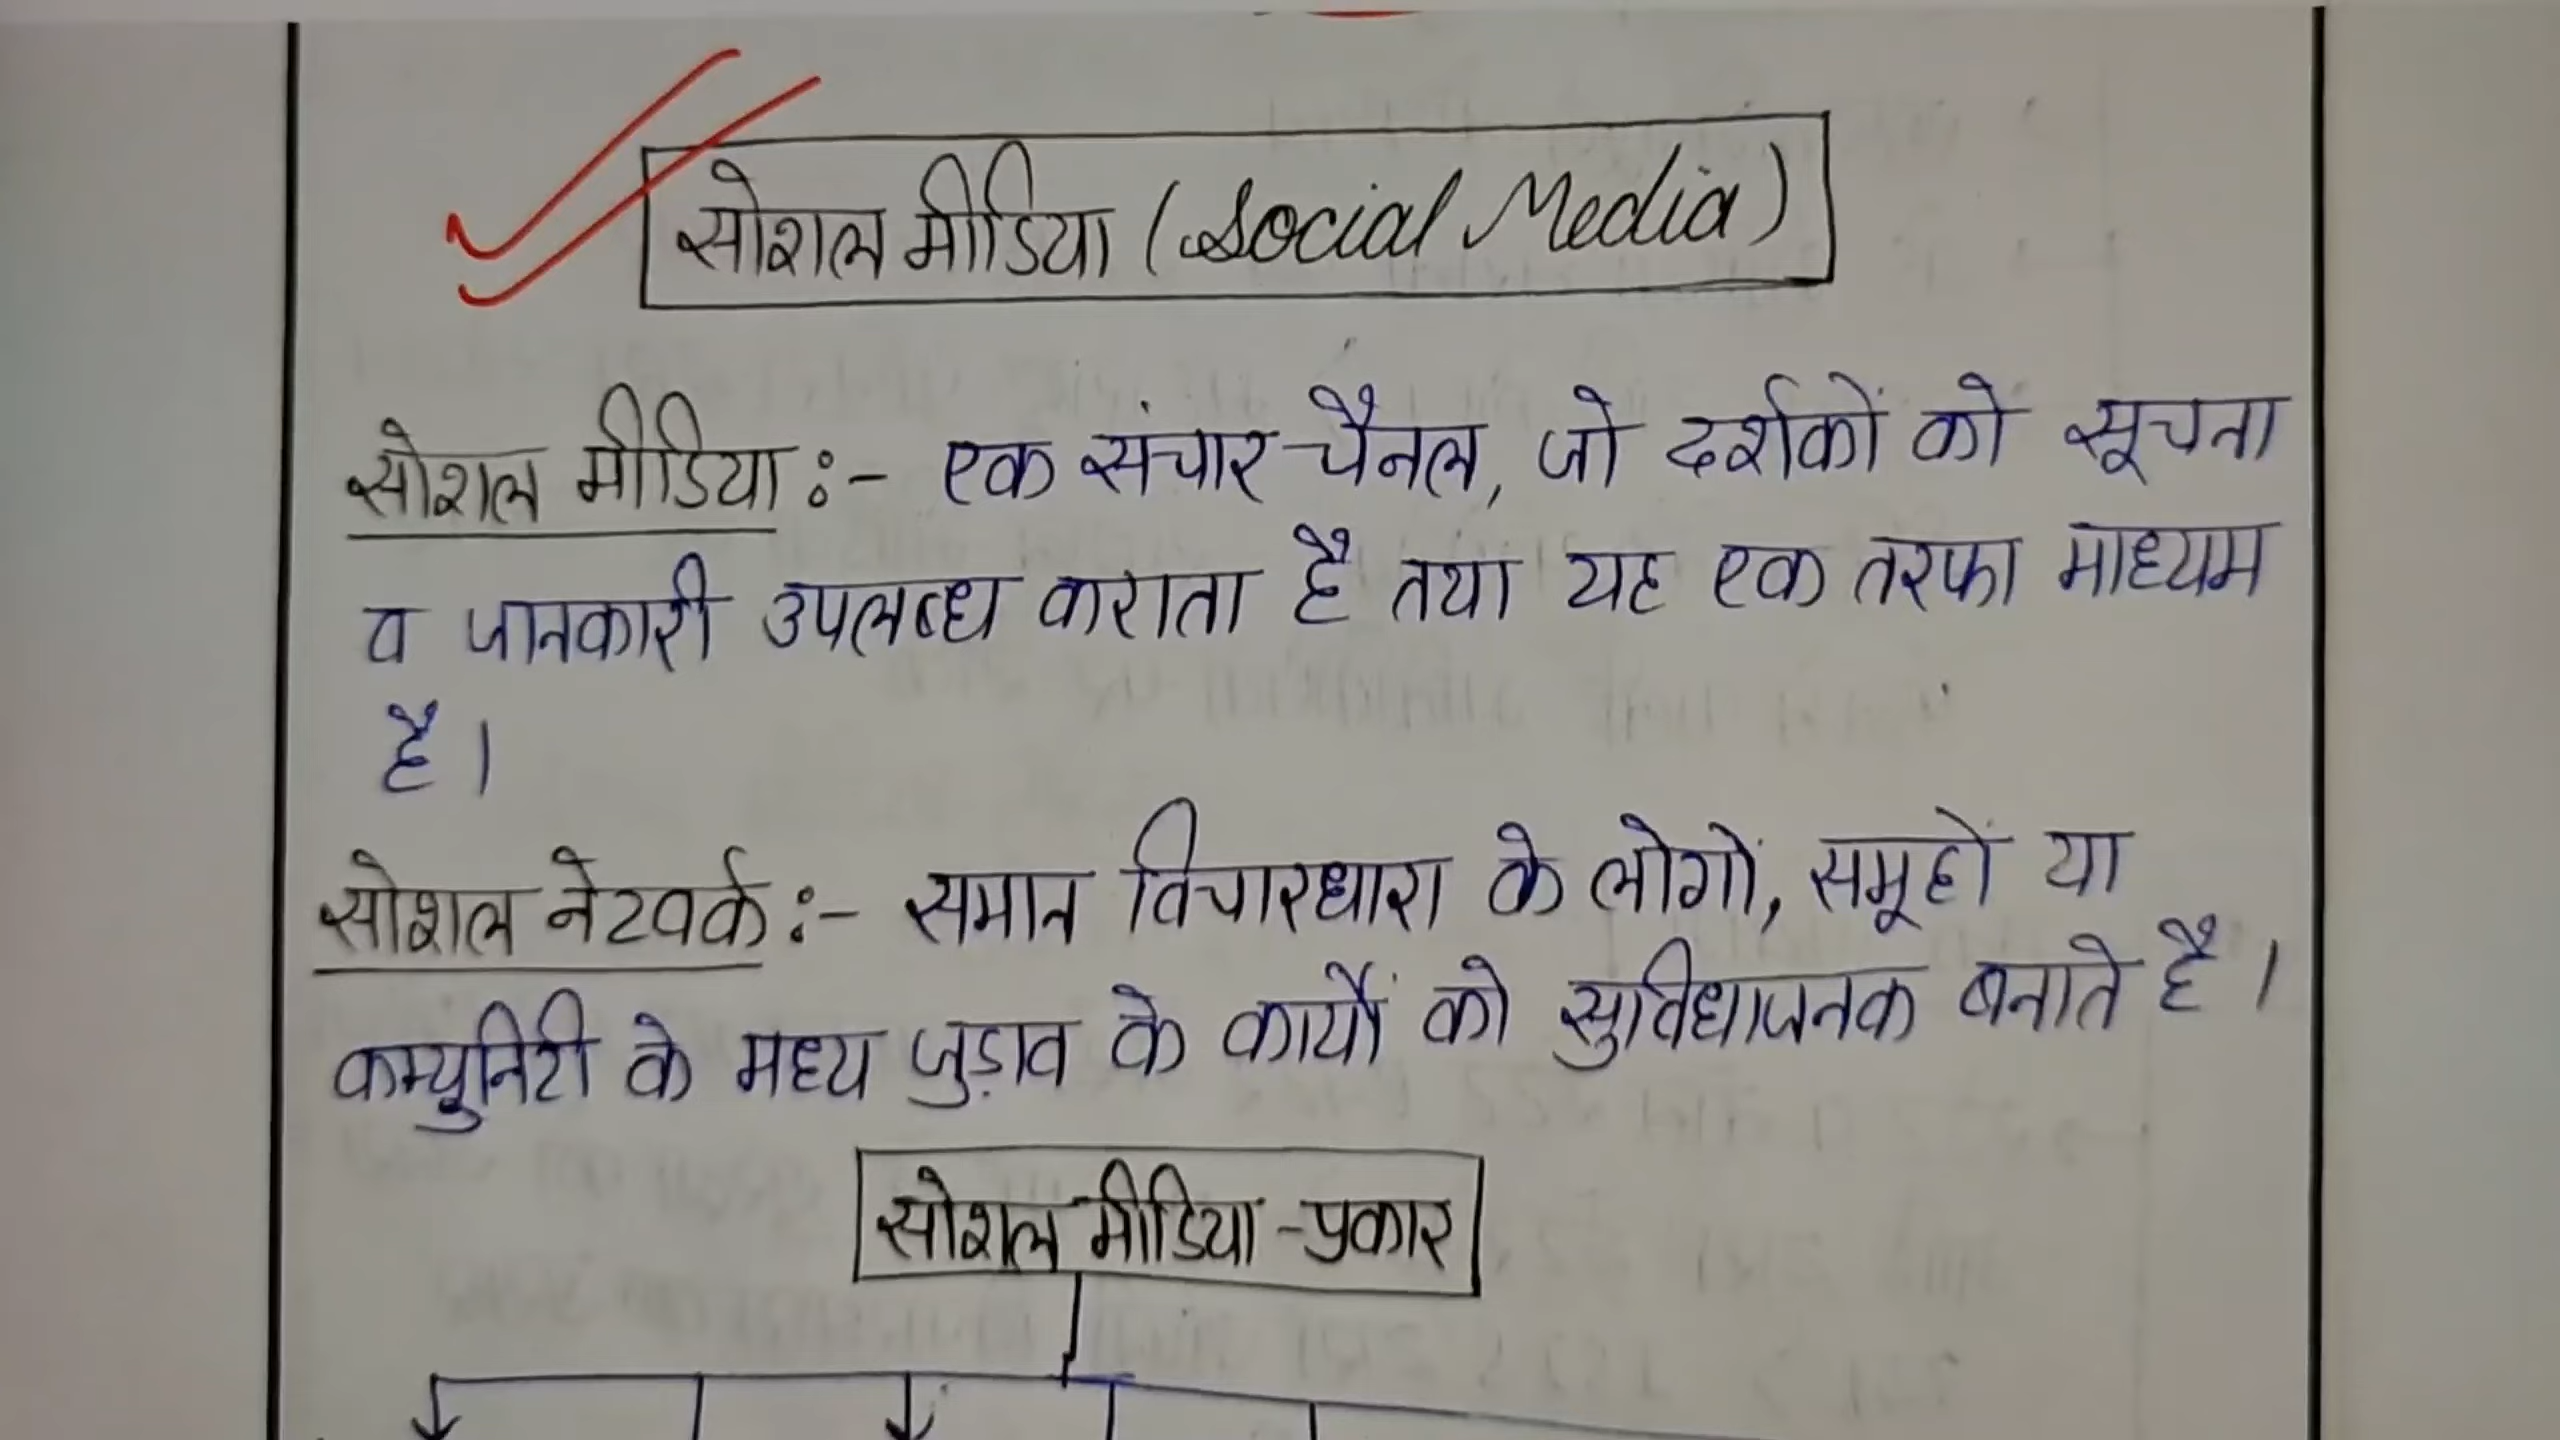 सोशल मीडिया (Social Media)
सोशल मीडिया :- एक संचार चैनल, जो दर्शकों को सूचना
व जानकारी उपलब्ध कराता है तथा यह एक तरफा माध्यम
है।
सोशल नेटवर्क :- समान विचारधारा के लोगों, समूहों या
कम्युनिटी के मध्य जुड़ाव के कार्यों को सुविधाजनक बनाते है।
सोशल मीडिया - प्रकार